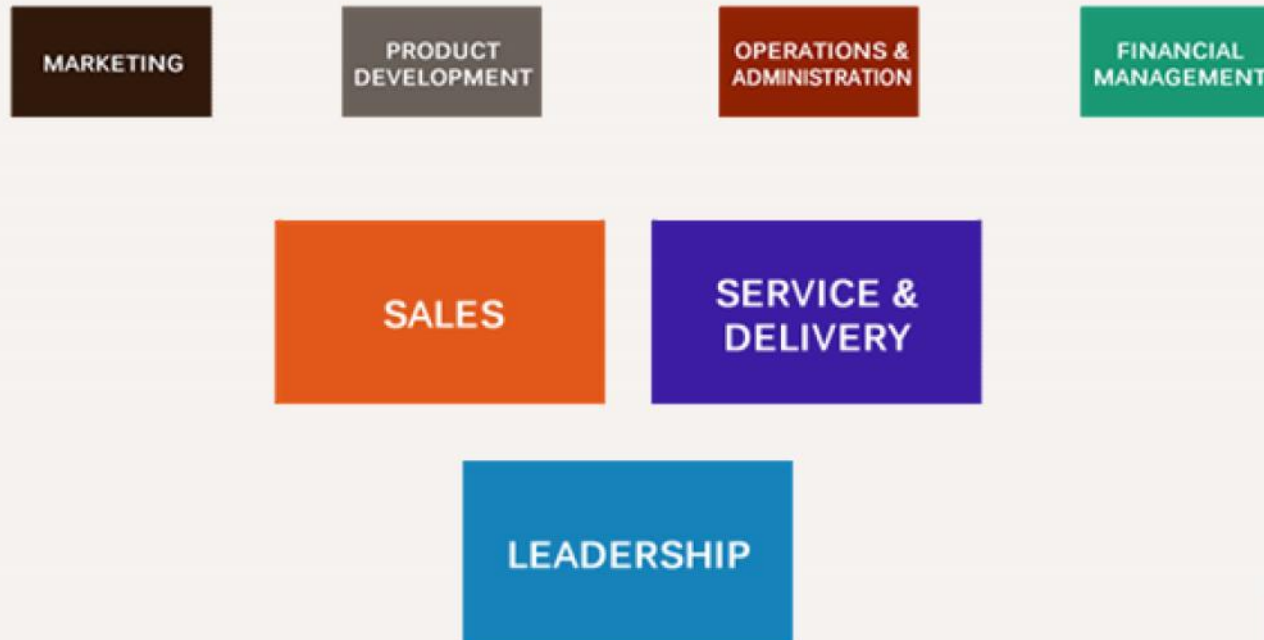 MARKETING
PRODUCT
DEVELOPMENT
OPERATIONS &
ADMINISTRATION
FINANCIAL
MANAGEMENT
SALES
SERVICE &
DELIVERY
LEADERSHIP